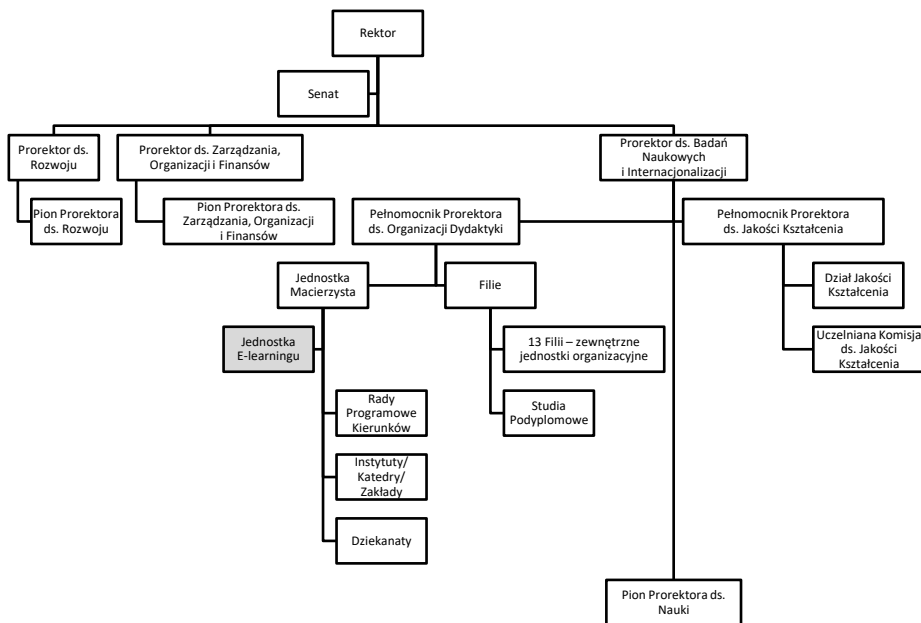 Rektor
Senat
Prorektor ds.
Rozwoju
Prorektor ds. Zarządzania,
Organizacji i Finansów
Prorektor ds. Badań
Naukowych
i Internacjonalizacji
Pion Prorektora
ds. Rozwoju
Pion Prorektora ds.
Zarządzania, Organizacji
i Finansów
Pełnomocnik Prorektora
ds. Organizacji Dydaktyki
Pełnomocnik Prorektora
ds. Jakości Kształcenia
Jednostka
Macierzysta
Filie
Dział Jakości
Kształcenia
Jednostka
E-learningu
13 Filii – zewnętrzne
jednostki organizacyjne
Uczelniana Komisja
ds. Jakości
Kształcenia
Rady
Programowe
Kierunków
Studia
Podyplomowe
Instytuty/
Katedry/
Zakłady
Dziekanaty
Pion Prorektora ds.
Nauki